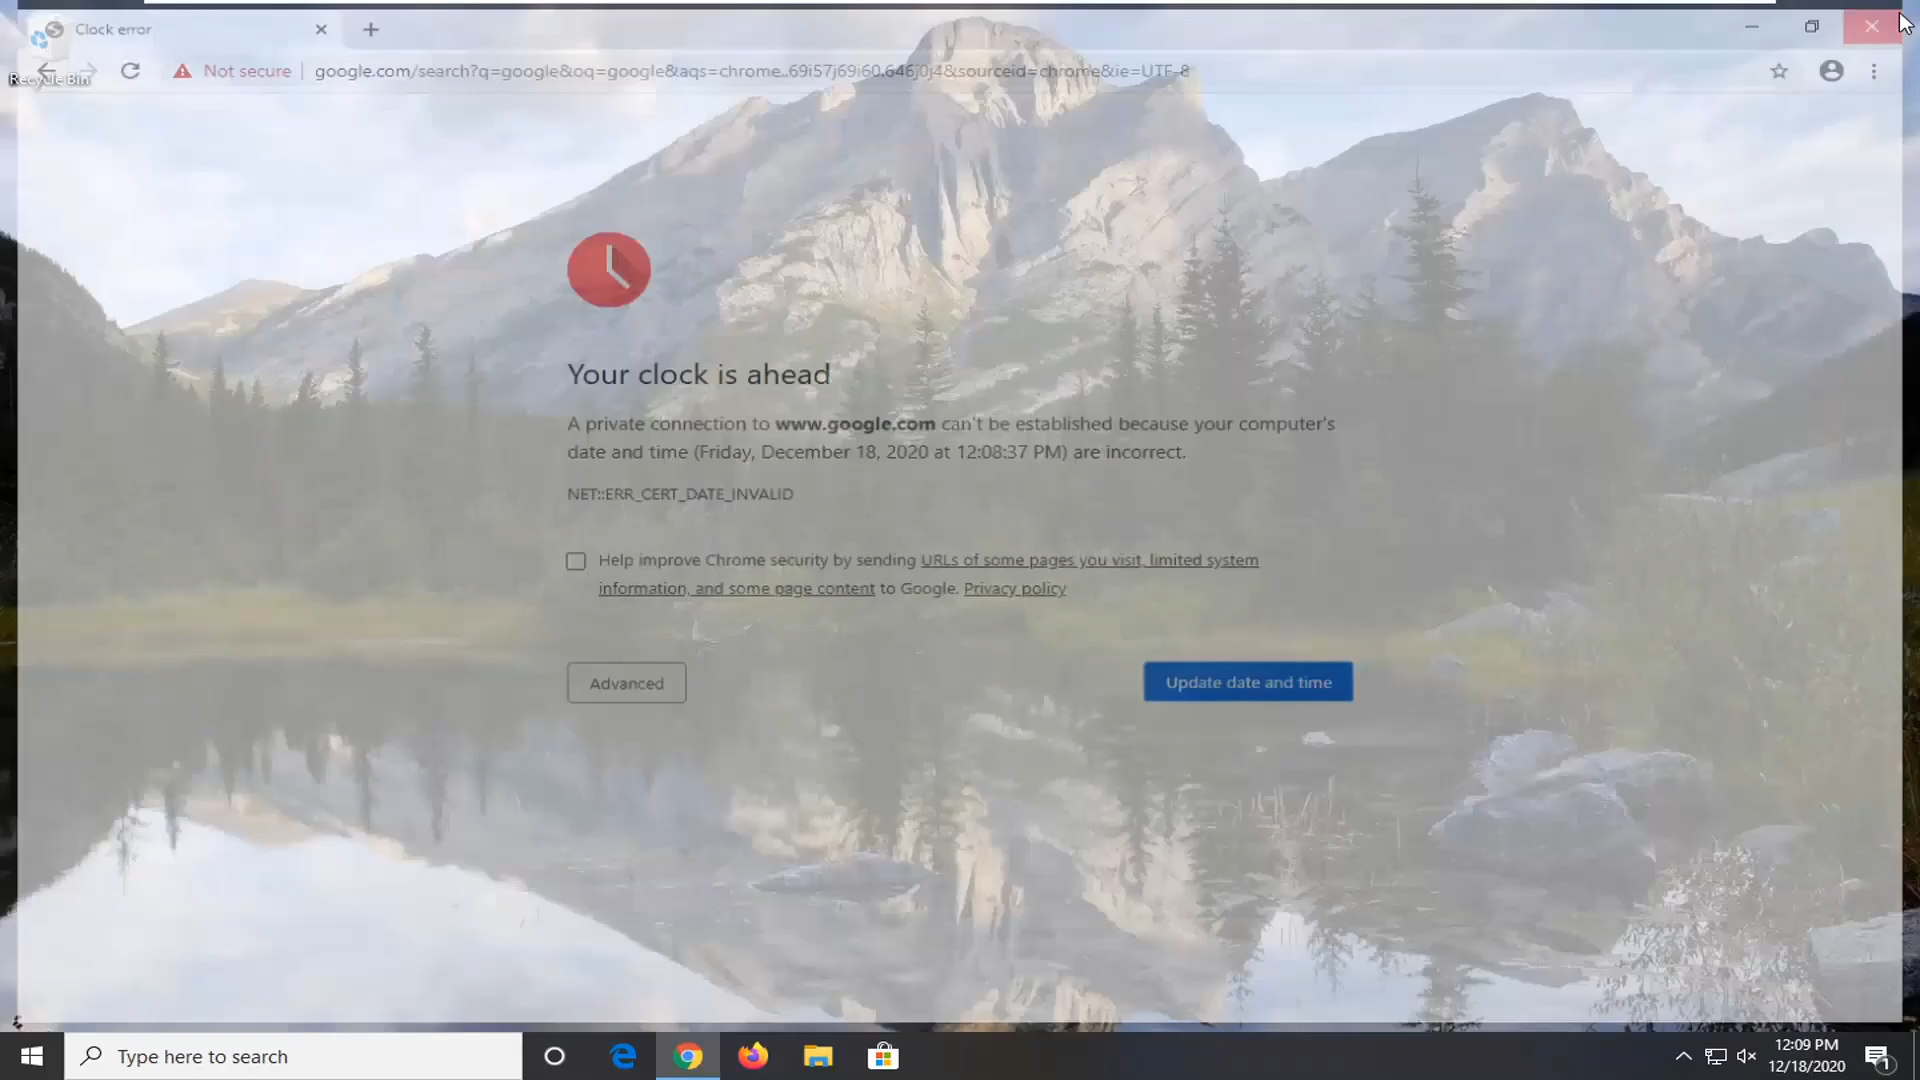 Clock error
Recycle Bin
Not secure
google.com/search?q=google&oq=google&aqs=chrome..69i57j69i60.646j0j4&sourceid=chrome&ie=UTF-8
Your clock is ahead
A private connection to www.google.com can't be established because your computer's
date and time (Friday, December 18, 2020 at 12:08:37 PM) are incorrect.
NET::ERR_CERT_DATE_INVALID
Help improve Chrome security by sending URLs of some pages you visit, limited system
information, and some page content to Google. Privacy policy
Advanced
Update date and time
Type here to search
12:09 PM
12/18/2020
1